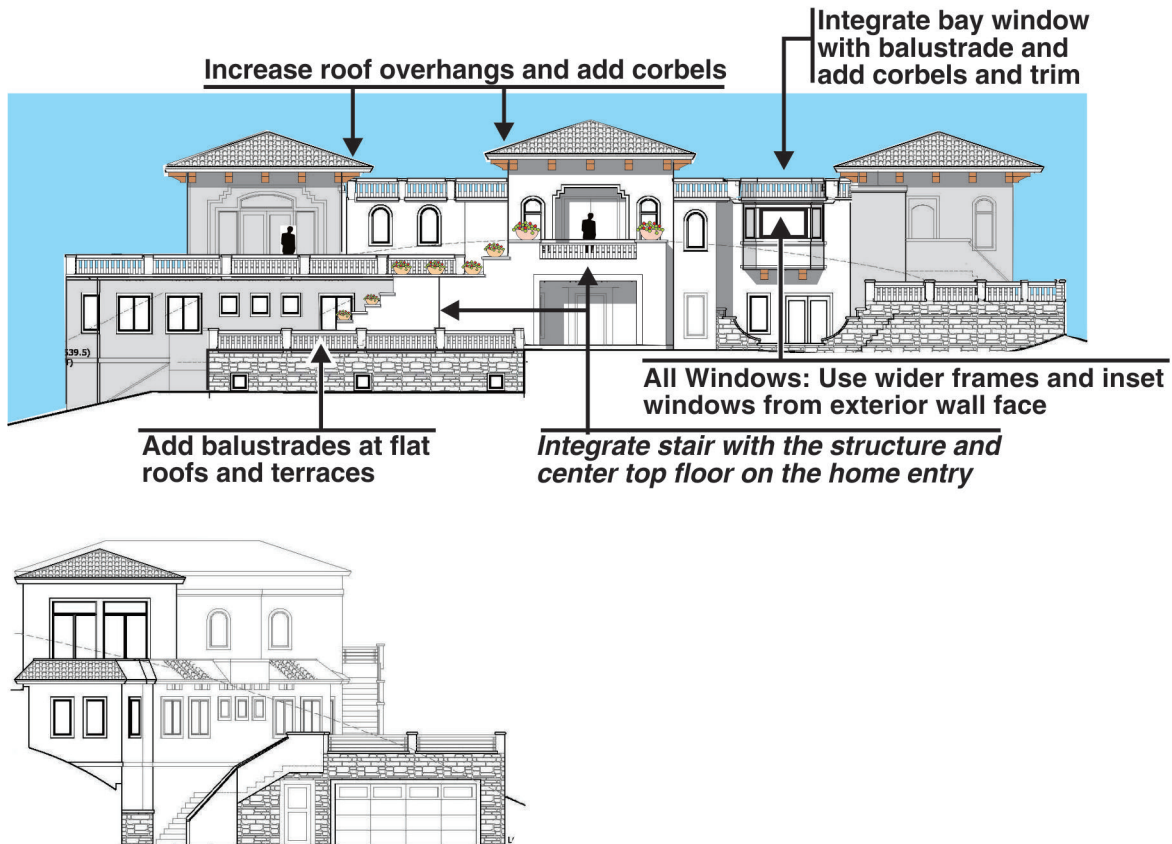 Integrate bay window
with balustrade and
add corbels and trim
Increase roof overhangs and add corbels
539.5)
All Windows: Use wider frames and inset
windows from exterior wall face
Add balustrades at flat
roofs and terraces
Integrate stair with the structure and
center top floor on the home entry